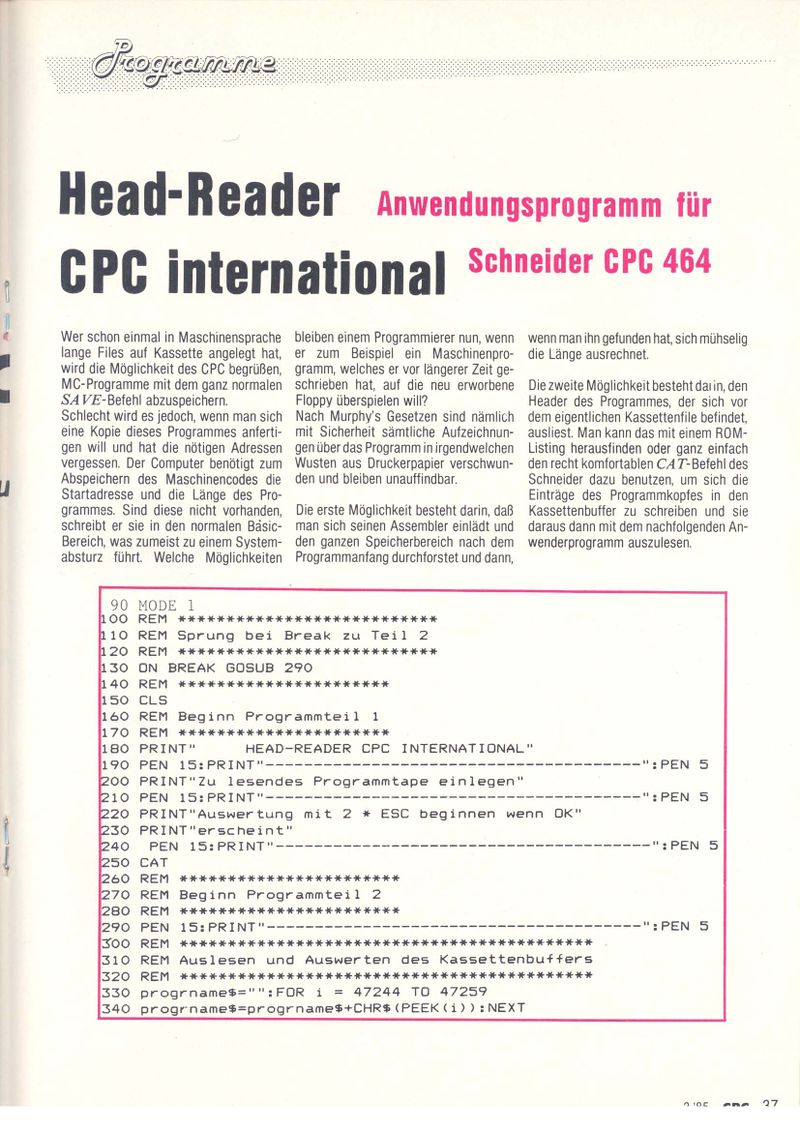 Programme
Head-Reader
CPC international
Anwendungsprogramm für
Schneider CPC 464
Wer schon einmal in Maschinensprache
lange Files auf Kassette angelegt hat,
wird die Möglichkeit des CPC begrüßen,
MC-Programme mit dem ganz normalen
SAVE-Befehl abzuspeichern.
Schlecht wird es jedoch, wenn man sich
eine Kopie dieses Programmes anferti-
gen will und hat die nötigen Adressen
vergessen. Der Computer benötigt zum
Abspeichern des Maschinencodes die
Startadresse und die Länge des Pro-
grammes. Sind diese nicht vorhanden,
schreibt er sie in den normalen Basic-
Bereich, was zumeist zu einem System-
absturz führt. Welche Möglichkeiten
bleiben einem Programmierer nun, wenn
er zum Beispiel ein Maschinenpro-
gramm, welches er vor längerer Zeit ge-
schrieben hat, auf die neu erworbene
Floppy überspielen will?
Nach Murphy's Gesetzen sind nämlich
mit Sicherheit sämtliche Aufzeichnun-
gen über das Programm in irgendwelchen
Wusten aus Druckerpapier verschwun-
den und bleiben unauffindbar.
Die erste Möglichkeit besteht darin, daß
man sich seinen Assembler einlädt und
den ganzen Speicherbereich nach dem
Programmanfang durchforstet und dann,
wenn man ihn gefunden hat, sich mühselig
die Länge ausrechnet.
Die zweite Möglichkeit besteht darin, den
Header des Programmes, der sich vor
dem eigentlichen Kassettenfile befindet,
ausliest. Man kann das mit einem ROM-
Listing herausfinden oder ganz einfach
den recht komfortablen CAT-Befehl des
Schneider dazu benutzen, um sich die
Einträge des Programmkopfes in den
Kassettenbuffer zu schreiben und sie
daraus dann mit dem nachfolgenden An-
wenderprogramm auszulesen.
90 MODE 1
100 REM ***************************
110 REM Sprung bei Break zu Teil 2
120 REM ***************************
130 ON BREAK GOSUB 290
140 REM **********************
150 CLS
160 REM Beginn Programmteil 1
170 REM **********************
180 PRINT"     HEAD-READER CPC INTERNATIONAL"
190 PEN 15:PRINT"---------------------------------------":PEN 5
200 PRINT"Zu lesendes Programmtape einlegen"
210 PEN 15:PRINT"---------------------------------------":PEN 5
220 PRINT"Auswertung mit 2 * ESC beginnen wenn OK"
230 PRINT"erscheint"
240  PEN 15:PRINT"---------------------------------------":PEN 5
250 CAT
260 REM ***********************
270 REM Beginn Programmteil 2
280 REM ***********************
290 PEN 15:PRINT"---------------------------------------":PEN 5
300 REM *******************************************
310 REM Auslesen und Auswerten des Kassettenbuffers
320 REM *******************************************
330 progrname$="":FOR i = 47244 TO 47259
340 progrname$=progrname$+CHR$(PEEK(i)):NEXT
37